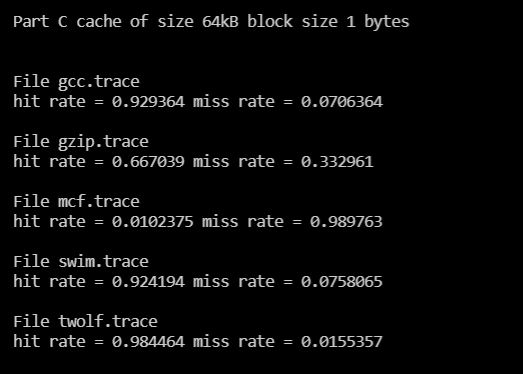 Part C cache of size 64kB block size 1 bytes
File gcc.trace
hit rate = 0.929364 miss rate = 0.0706364
File gzip.trace
hit rate = 0.667039 miss rate = 0.332961
File mcf.trace
hit rate = 0.0102375 miss rate = 0.989763
File swim.trace
hit rate = 0.924194 miss rate = 0.0758065
File twolf.trace
hit rate = 0.984464 miss rate = 0.0155357